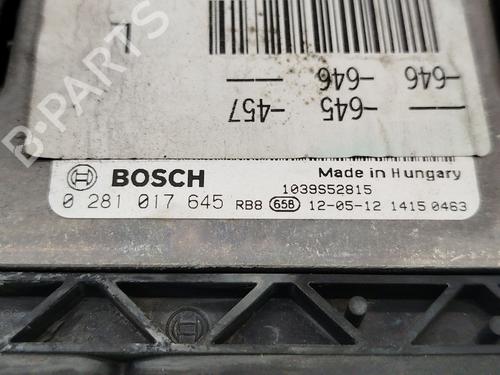 -646 -646 —
— -645 -457
BOSCH
Made in Hungary
1039S52815
0 281 017 645 RB8 65B 12-05-12 1415 0463
B-PARTS